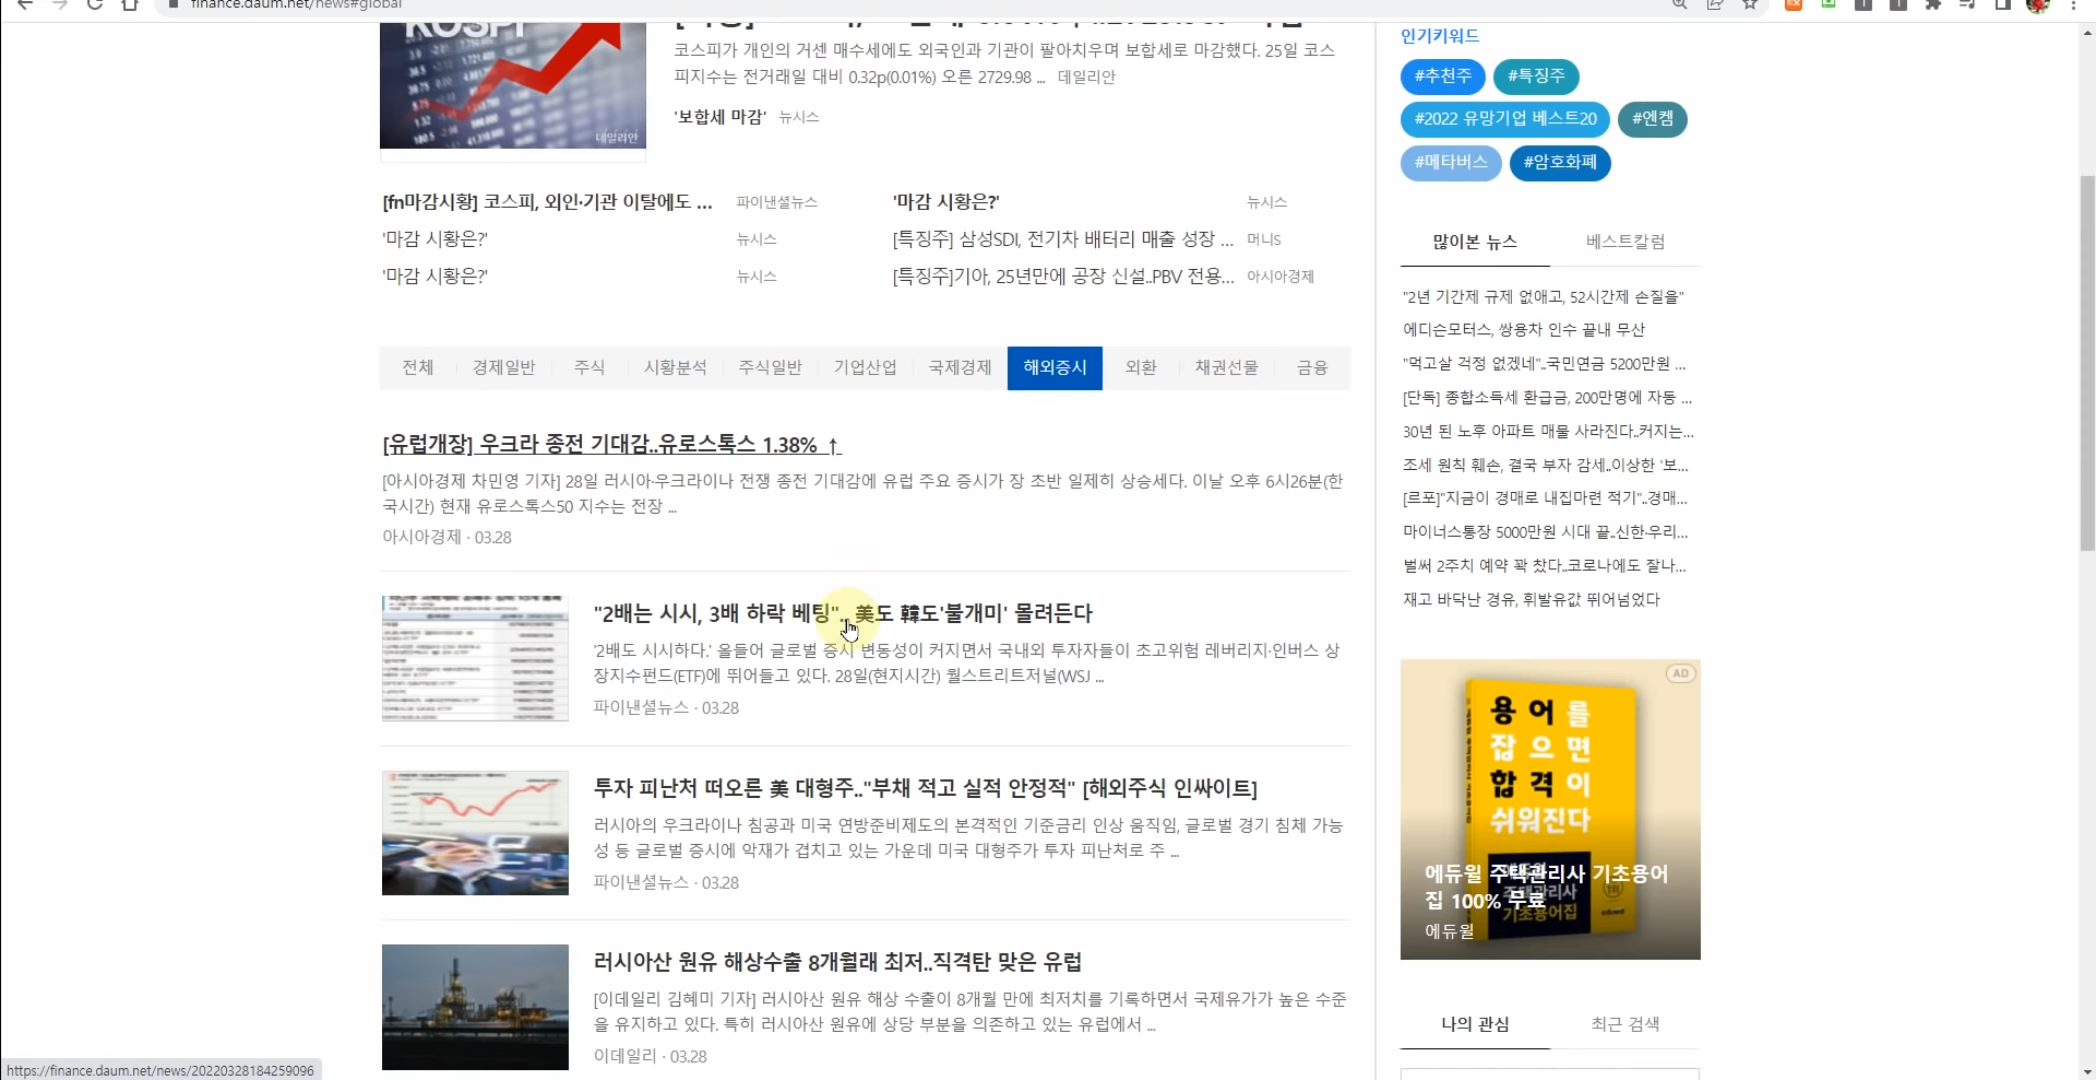 finance.daum.net/news#global
KOSPI
데일리안
코스피가 개인의 거센 매수세에도 외국인과 기관이 팔아치우며 보합세로 마감했다. 25일 코스
피지수는 전거래일 대비 0.32p(0.01%) 오른 2729.98 ... 데일리안
'보합세 마감' 뉴시스
[fn마감시황] 코스피, 외인·기관 이탈에도 ... 파이낸셜뉴스
'마감 시황은?' 뉴시스
'마감 시황은?' 뉴시스
'마감 시황은?' 뉴시스
[특징주] 삼성SDI, 전기차 배터리 매출 성장 ... 머니S
[특징주]기아, 25년만에 공장 신설..PBV 전용... 아시아경제
전체 경제일반 주식 시황분석 주식일반 기업산업 국제경제 해외증시 외환 채권선물 금융
[유럽개장] 우크라 종전 기대감..유로스톡스 1.38% ↑
[아시아경제 차민영 기자] 28일 러시아·우크라이나 전쟁 종전 기대감에 유럽 주요 증시가 장 초반 일제히 상승세다. 이날 오후 6시26분(한
국시간) 현재 유로스톡스50 지수는 전장 ...
아시아경제 · 03.28
"2배는 시시, 3배 하락 베팅"..美도 韓도'불개미' 몰려든다
'2배도 시시하다.' 올들어 글로벌 증시 변동성이 커지면서 국내외 투자자들이 초고위험 레버리지·인버스 상
장지수펀드(ETF)에 뛰어들고 있다. 28일(현지시간) 월스트리트저널(WSJ ...
파이낸셜뉴스 · 03.28
투자 피난처 떠오른 美 대형주.."부채 적고 실적 안정적" [해외주식 인싸이트]
러시아의 우크라이나 침공과 미국 연방준비제도의 본격적인 기준금리 인상 움직임, 글로벌 경기 침체 가능
성 등 글로벌 증시에 악재가 겹치고 있는 가운데 미국 대형주가 투자 피난처로 주 ...
파이낸셜뉴스 · 03.28
러시아산 원유 해상수출 8개월래 최저..직격탄 맞은 유럽
[이데일리 김혜미 기자] 러시아산 원유 해상 수출이 8개월 만에 최저치를 기록하면서 국제유가가 높은 수준
을 유지하고 있다. 특히 러시아산 원유에 상당 부분을 의존하고 있는 유럽에서 ...
이데일리 · 03.28
인기키워드
#추천주 #특징주
#2022 유망기업 베스트20 #엔켐
#메타버스 #암호화폐
많이본 뉴스 베스트칼럼
"2년 기간제 규제 없애고, 52시간제 손질을"
에디슨모터스, 쌍용차 인수 끝내 무산
"먹고살 걱정 없겠네"..국민연금 5200만원 ...
[단독] 종합소득세 환급금, 200만명에 자동 ...
30년 된 노후 아파트 매물 사라진다..커지는...
조세 원칙 훼손, 결국 부자 감세..이상한 '보...
[르포]"지금이 경매로 내집마련 적기"..경매...
마이너스통장 5000만원 시대 끝..신한·우리...
벌써 2주치 예약 꽉 찼다..코로나에도 잘나...
재고 바닥난 경유, 휘발유값 뛰어넘었다
AD
용어를
잡으면
합격이
쉬워진다
주택관리사
기초용어집
에듀윌 주택관리사 기초용어
집 100% 무료
에듀윌
나의 관심 최근 검색
https://finance.daum.net/news/20220328184259096